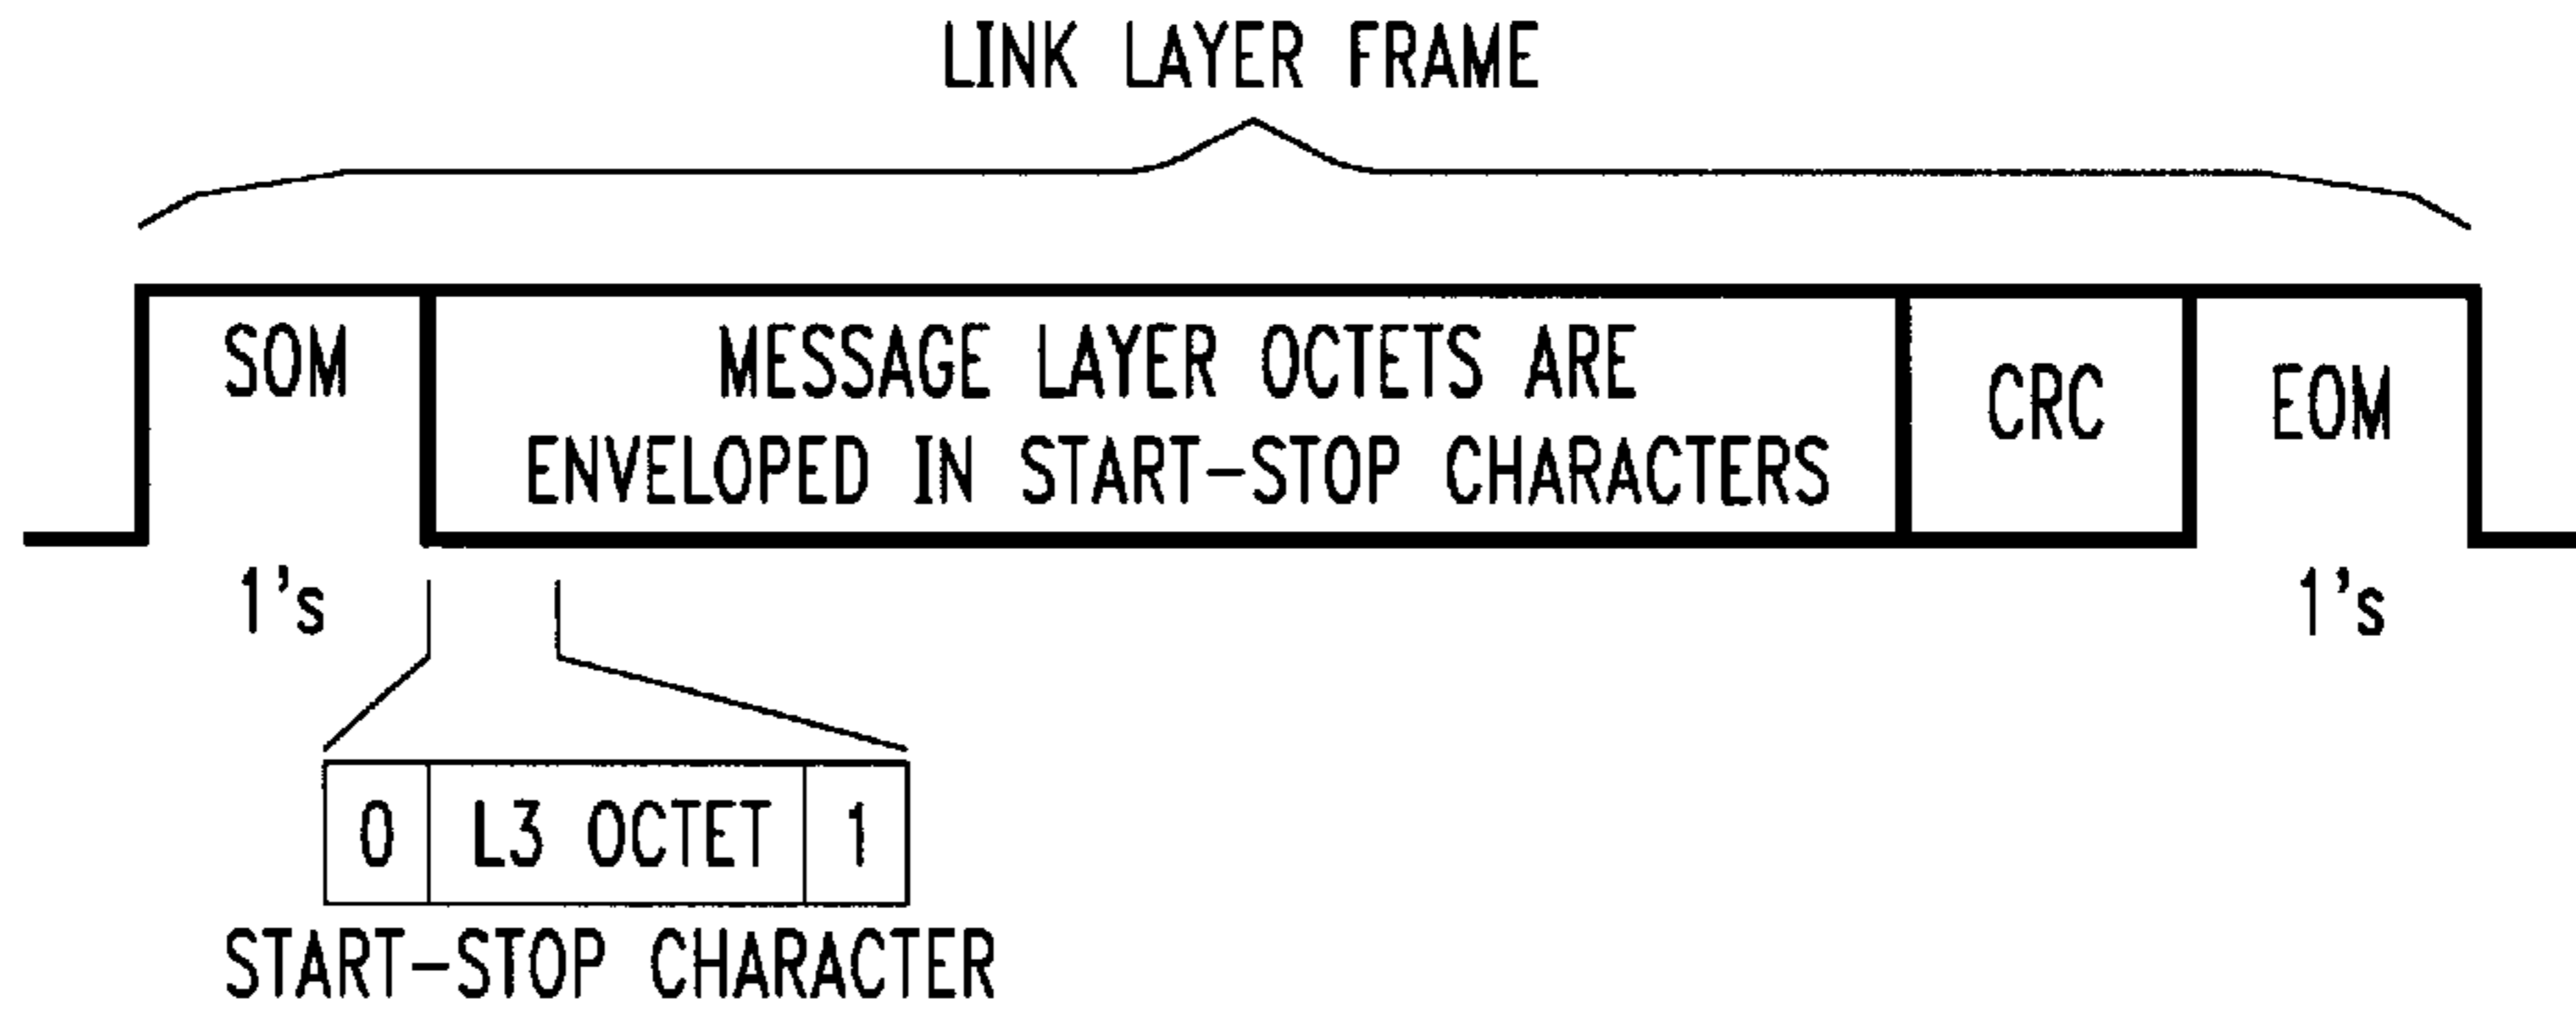 LINK LAYER FRAME
SOM
MESSAGE LAYER OCTETS ARE
ENVELOPED IN START-STOP CHARACTERS
CRC
EOM
1's
1's
0
L3 OCTET
1
START-STOP CHARACTER